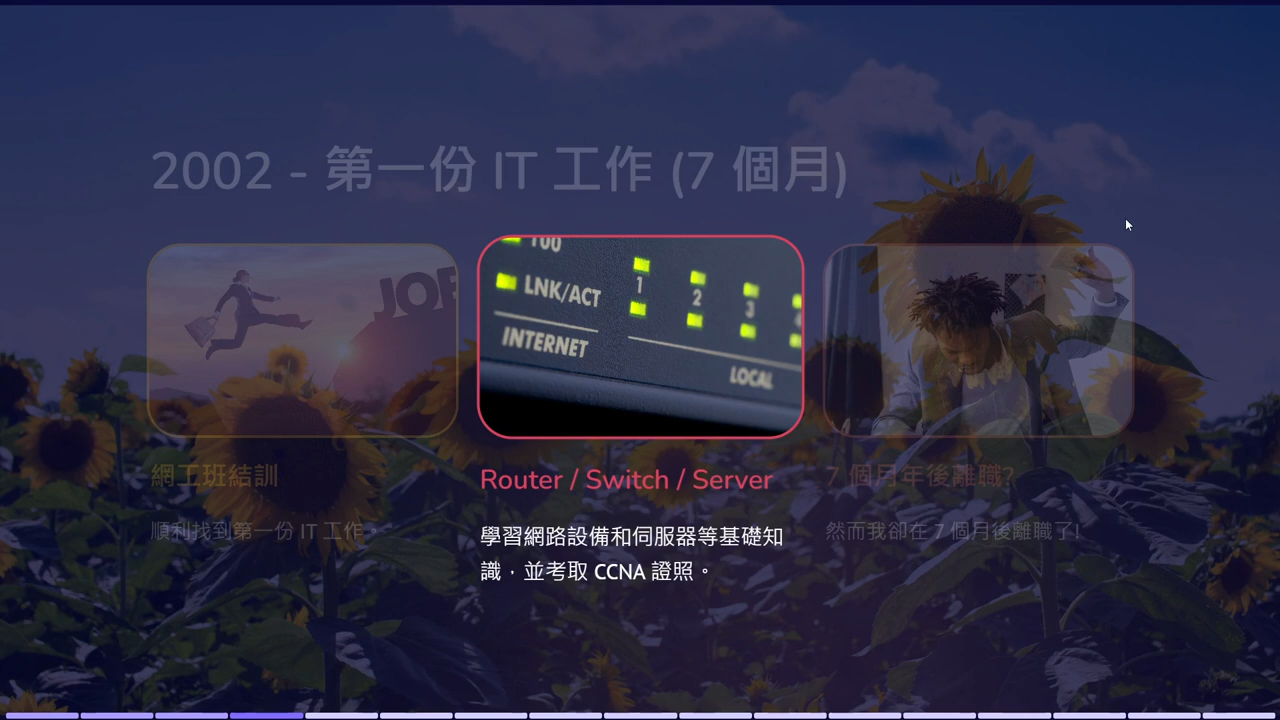 2002 - 第一份 IT 工作 (7 個月)
JOB
100
LNK/ACT
1 2 3
INTERNET
LOCAL
網工班結訓
Router / Switch / Server
7 個月年後離職?
順利找到第一份 IT 工作。
學習網路設備和伺服器等基礎知
識，並考取 CCNA 證照。
然而我卻在 7 個月後離職了!